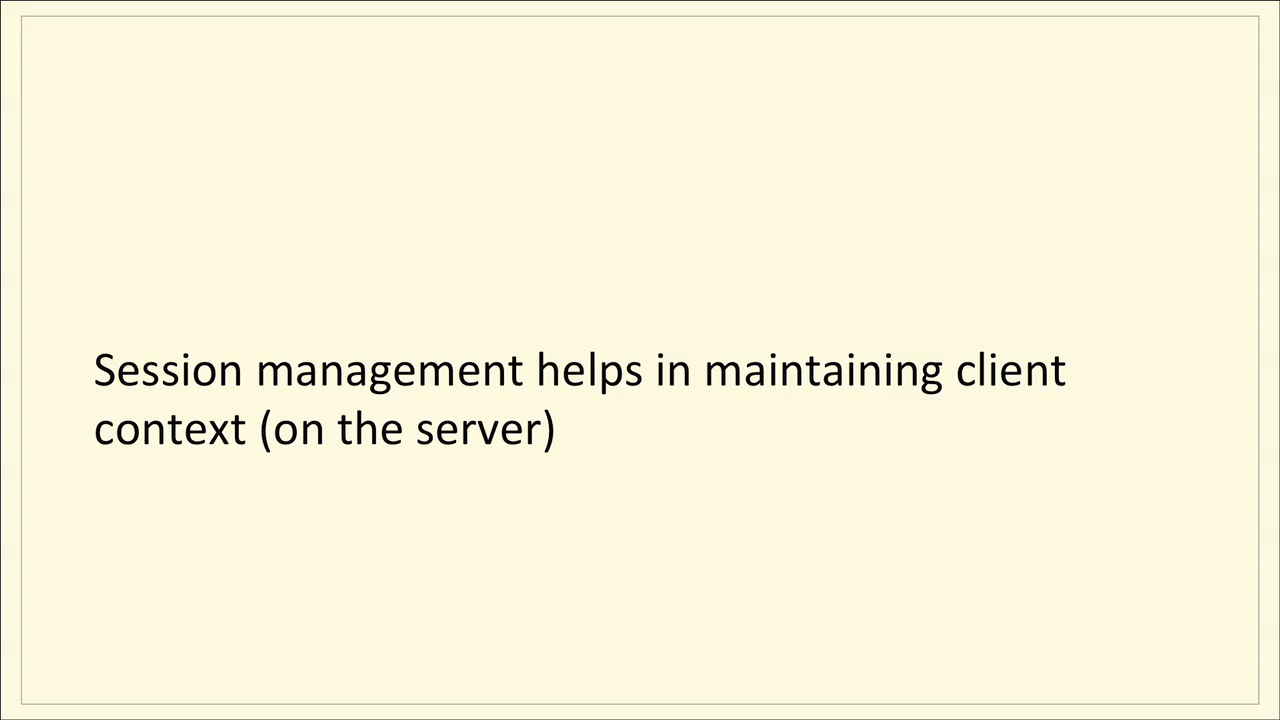 Session management helps in maintaining client
context (on the server)